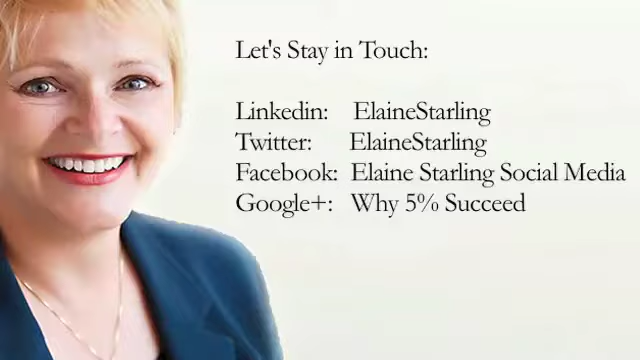 Let's Stay in Touch:
Linkedin: ElaineStarling
Twitter: ElaineStarling
Facebook: Elaine Starling Social Media
Google+: Why 5% Succeed